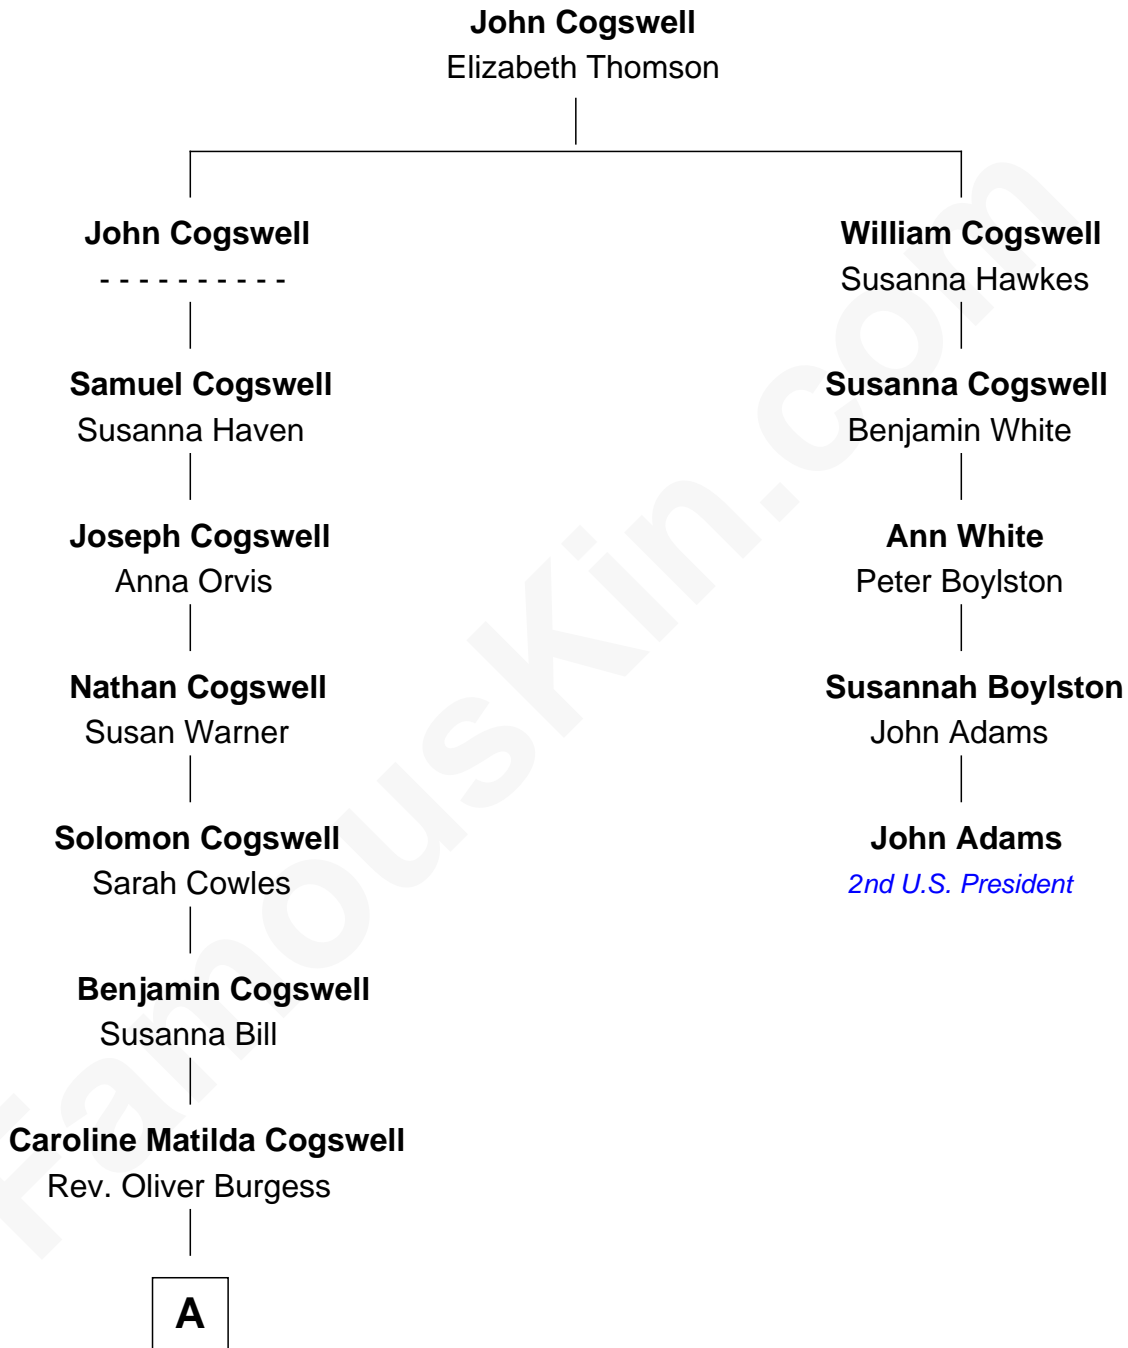 John Cogswell
Elizabeth Thomson
John Cogswell
- - - - - - - - - -
Samuel Cogswell
Susanna Haven
Joseph Cogswell
Anna Orvis
Nathan Cogswell
Susan Warner
Solomon Cogswell
Sarah Cowles
Benjamin Cogswell
Susanna Bill
Caroline Matilda Cogswell
Rev. Oliver Burgess
A
William Cogswell
Susanna Hawkes
Susanna Cogswell
Benjamin White
Ann White
Peter Boylston
Susannah Boylston
John Adams
John Adams
2nd U.S. President
FamousKin.com